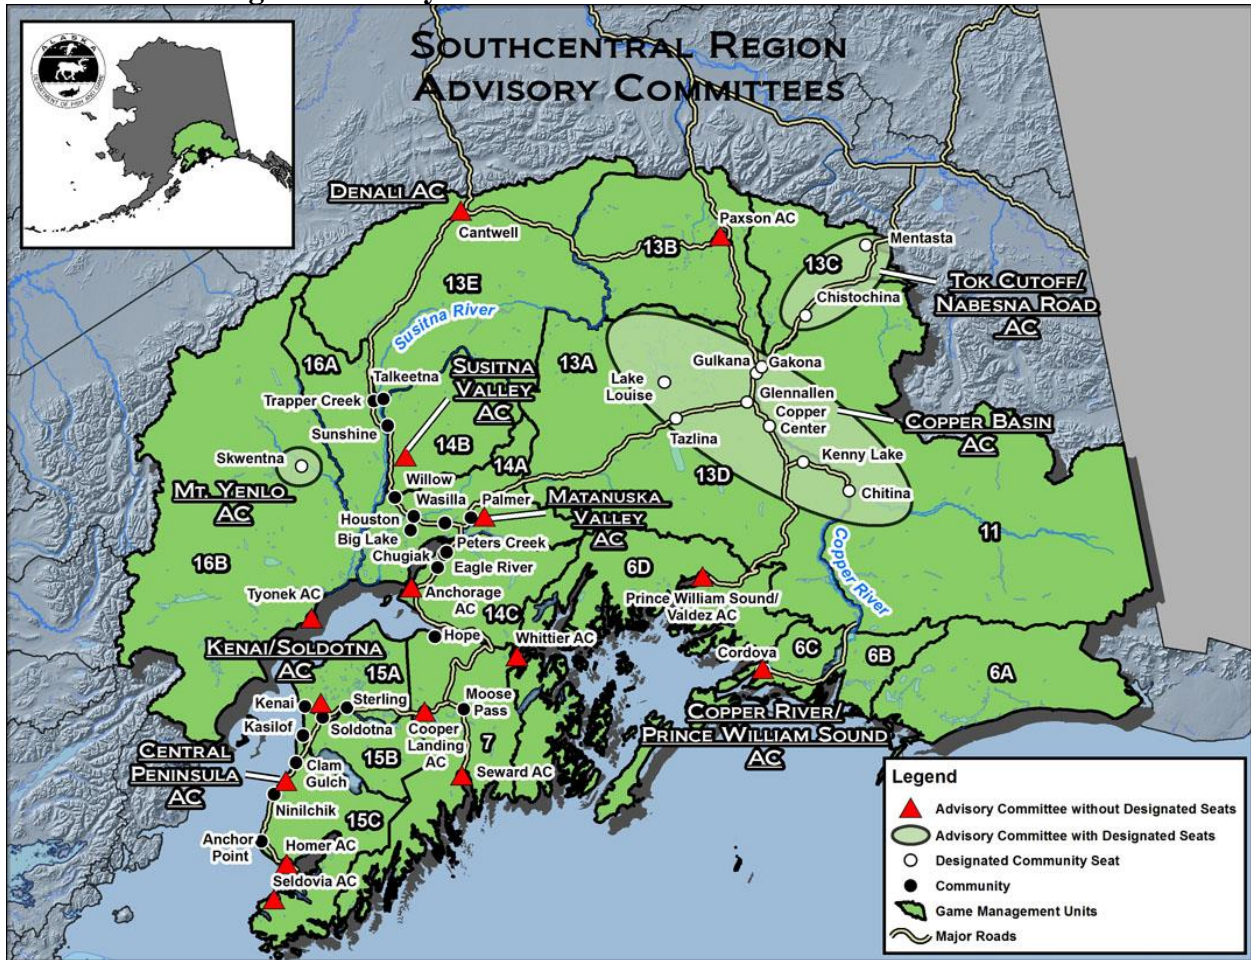 SOUTHCENTRAL REGION
ADVISORY COMMITTEES
ALASKA
DEPARTMENT OF FISH AND GAME
DENALI AC
Cantwell
Paxson AC
Mentasta
13B
13C
TOK CUTOFF/
NABESNA ROAD
AC
Chistochina
13E
Susitna River
16A
13A
Gulkana
Gakona
Lake
Louise
Glennallen
Copper
Center
COPPER BASIN
AC
Tazlina
Kenny Lake
Chitina
Talkeetna
SUSITNA
VALLEY
AC
Trapper Creek
Sunshine
14B
14A
Skwentna
MT. YENLO
AC
Willow
Wasilla
Palmer
MATANUSKA
VALLEY
AC
13D
11
Houston
Big Lake
Peters Creek
Chugiak
Eagle River
16B
6D
Copper River
Tyonek AC
Anchorage
AC
Prince William Sound/
Valdez AC
14C
KENAI/SOLDOTNA
AC
Hope
Whittier AC
Cordova
6C
6B
6A
15A
Kenai
Sterling
Moose
Pass
Kasilof
Soldotna
Cooper
Landing
AC
7
COPPER RIVER/
PRINCE WILLIAM SOUND
AC
CENTRAL
PENINSULA
AC
15B
Clam
Gulch
Seward AC
Ninilchik
15C
Anchor
Point
Homer AC
Seldovia AC
Legend
Advisory Committee without Designated Seats
Advisory Committee with Designated Seats
Designated Community Seat
Community
Game Management Units
Major Roads